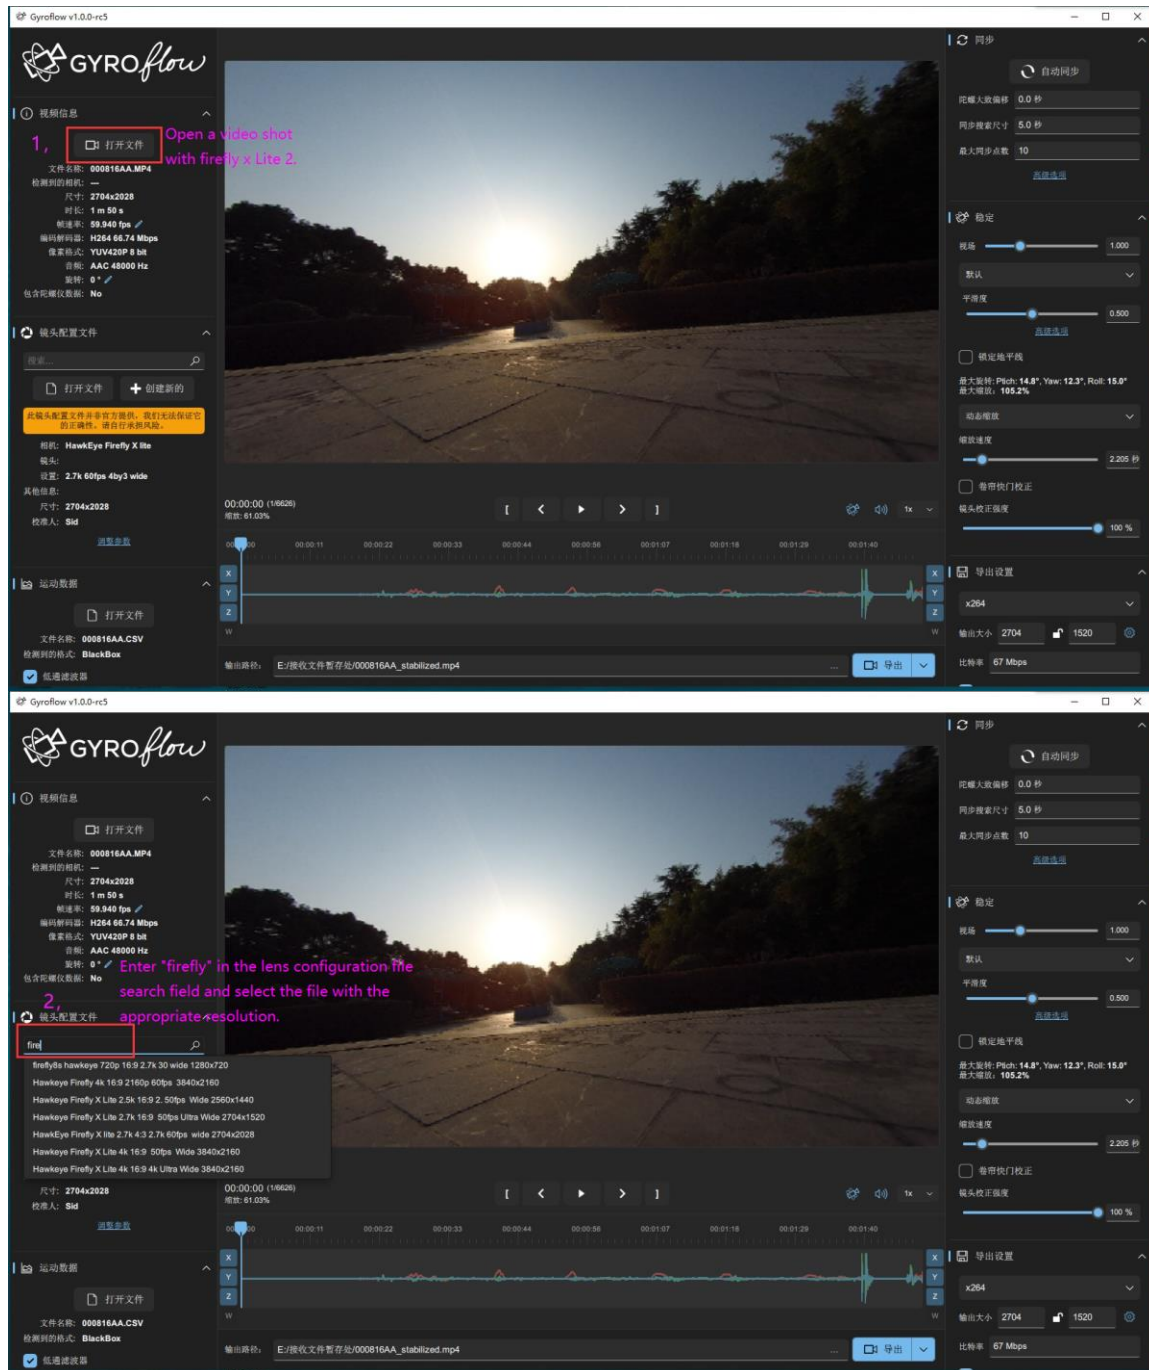 Gyroflow v1.0.0-rc5
GYROflow
视频信息
1,
打开文件
Open a video shot
with firefly x Lite 2.
文件名称: 000816AA.MP4
检测到的相机: —
尺寸: 2704x2028
时长: 1 m 50 s
帧速率: 59.940 fps
编码解码器: H264 66.74 Mbps
像素格式: YUV420P 8 bit
音频: AAC 48000 Hz
旋转: 0 °
包含陀螺仪数据: No
镜头配置文件
搜索...
打开文件
创建新的
此镜头配置文件并非官方提供，我们无法保证它
的正确性。请自行承担风险。
相机: HawkEye Firefly X lite
镜头:
设置: 2.7k 60fps 4by3 wide
其他信息:
尺寸: 2704x2028
校准人: Sid
调整参数
运动数据
打开文件
文件名称: 000816AA.CSV
检测到的格式: BlackBox
低通滤波器
00:00:00 (1/6626)
缩放: 61.03%
[ ]
1x
00:00:11 00:00:22 00:00:33 00:00:44 00:00:56 00:01:07 00:01:18 00:01:29 00:01:40
X X
Y Y
Z Z
W W
输出路径: E:/接收文件暂存处/000816AA_stabilized.mp4 ... 导出
同步
自动同步
陀螺大致偏移 0.0 秒
同步搜索尺寸 5.0 秒
最大同步点数 10
高级选项
稳定
视场 1.000
默认
平滑度
0.500
高级选项
锁定地平线
最大旋转: Pitch: 14.8°, Yaw: 12.3°, Roll: 15.0°
最大缩放: 105.2%
动态缩放
缩放速度
2.205 秒
卷帘快门校正
镜头校正强度
100 %
导出设置
x264
输出大小 2704 1520
比特率 67 Mbps
Gyroflow v1.0.0-rc5
GYROflow
视频信息
打开文件
文件名称: 000816AA.MP4
检测到的相机: —
尺寸: 2704x2028
时长: 1 m 50 s
帧速率: 59.940 fps
编码解码器: H264 66.74 Mbps
像素格式: YUV420P 8 bit
音频: AAC 48000 Hz
旋转: 0 °
包含陀螺仪数据: No
Enter "firefly" in the lens configuration file
search field and select the file with the
appropriate resolution.
2,
镜头配置文件
fire
firefly8s hawkeye 720p 16:9 2.7k 30 wide 1280x720
Hawkeye Firefly 4k 16:9 2160p 60fps 3840x2160
Hawkeye Firefly X Lite 2.5k 16:9 2. 50fps Wide 2560x1440
Hawkeye Firefly X Lite 2.7k 16:9 50fps Ultra Wide 2704x1520
HawkEye Firefly X lite 2.7k 4:3 2.7k 60fps wide 2704x2028
Hawkeye Firefly X Lite 4k 16:9 50fps Wide 3840x2160
Hawkeye Firefly X Lite 4k 16:9 4k Ultra Wide 3840x2160
尺寸: 2704x2028
校准人: Sid
调整参数
运动数据
打开文件
文件名称: 000816AA.CSV
检测到的格式: BlackBox
低通滤波器
00:00:00 (1/6626)
缩放: 61.03%
[ ]
1x
00:00:11 00:00:22 00:00:33 00:00:44 00:00:56 00:01:07 00:01:18 00:01:29 00:01:40
X X
Y Y
Z Z
W W
输出路径: E:/接收文件暂存处/000816AA_stabilized.mp4 ... 导出
同步
自动同步
陀螺大致偏移 0.0 秒
同步搜索尺寸 5.0 秒
最大同步点数 10
高级选项
稳定
视场 1.000
默认
平滑度
0.500
高级选项
锁定地平线
最大旋转: Pitch: 14.8°, Yaw: 12.3°, Roll: 15.0°
最大缩放: 105.2%
动态缩放
缩放速度
2.205 秒
卷帘快门校正
镜头校正强度
100 %
导出设置
x264
输出大小 2704 1520
比特率 67 Mbps